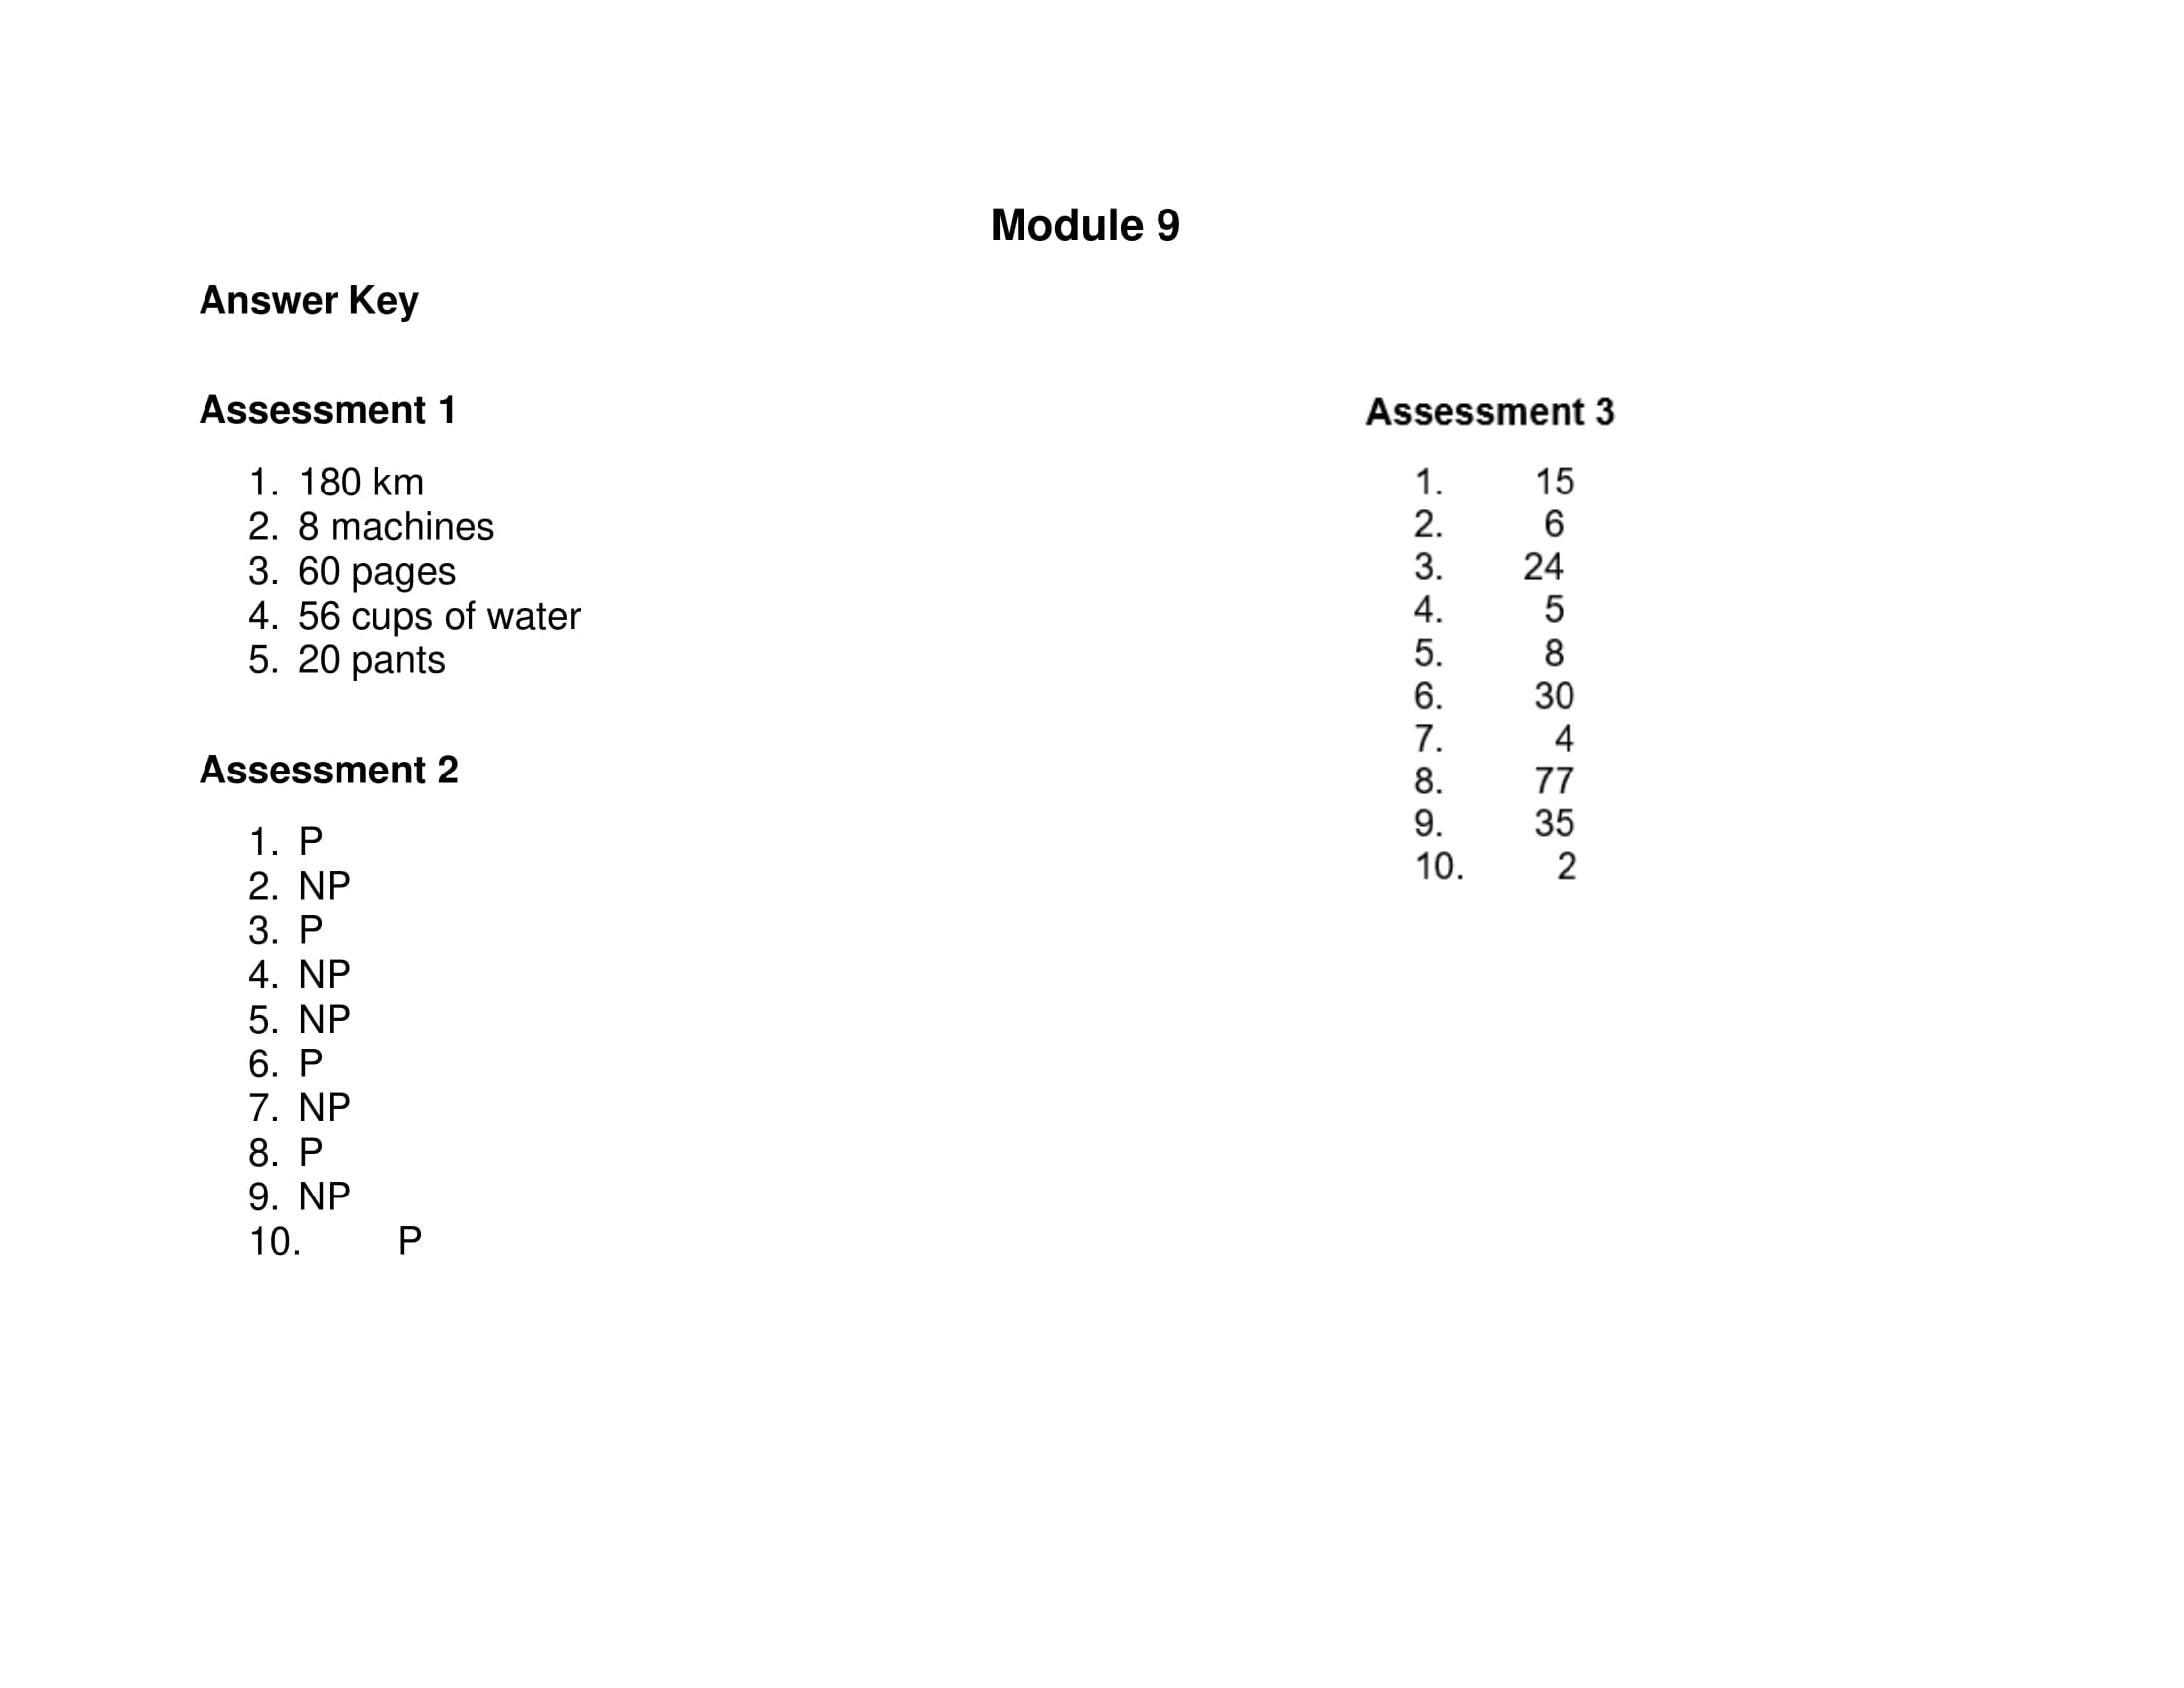 Module 9
Answer Key
Assessment 1
1. 180 km
2. 8 machines
3. 60 pages
4. 56 cups of water
5. 20 pants
Assessment 2
1. P
2. NP
3. P
4. NP
5. NP
6. P
7. NP
8. P
9. NP
10. P
Assessment 3
1. 15
2. 6
3. 24
4. 5
5. 8
6. 30
7. 4
8. 77
9. 35
10. 2